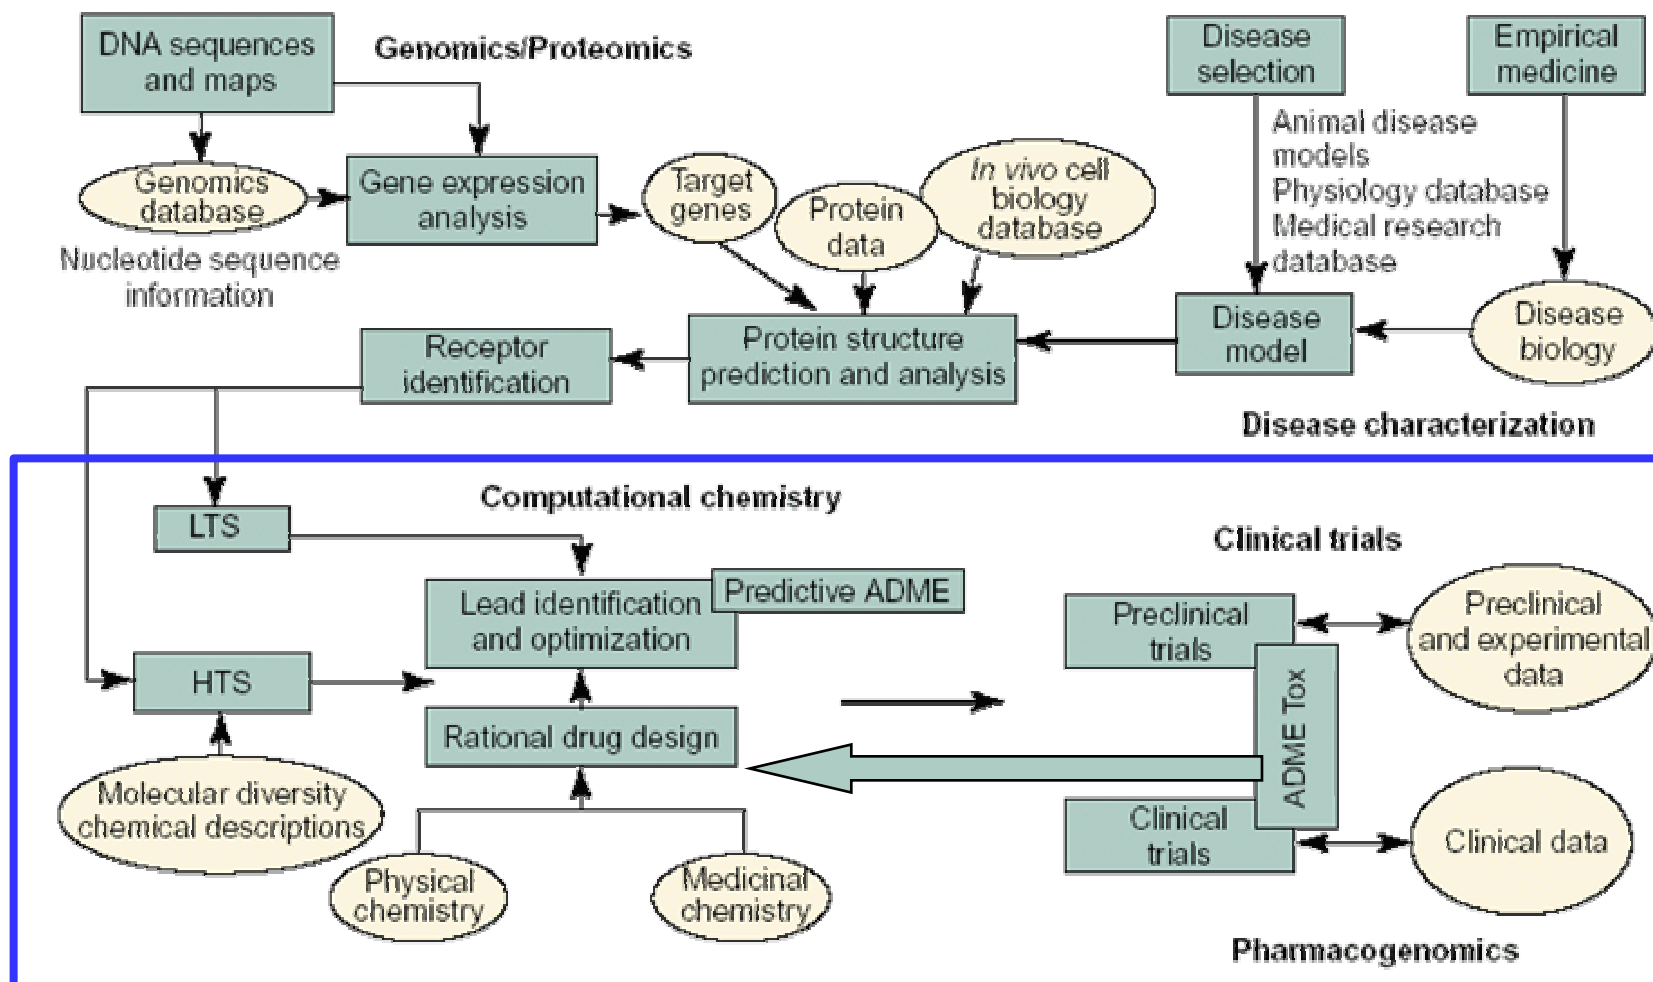 DNA sequences
and maps
Genomics/Proteomics
Disease
selection
Empirical
medicine
Animal disease
models
Physiology database
Medical research
database
Genomics
database
Nucleotide sequence
information
Gene expression
analysis
Target
genes
Protein
data
In vivo cell
biology
database
Receptor
identification
Protein structure
prediction and analysis
Disease
model
Disease
biology
Disease characterization
Computational chemistry
LTS
Clinical trials
Lead identification
and optimization
Predictive ADME
Preclinical
trials
Preclinical
and experimental
data
HTS
Rational drug design
ADME Tox
Molecular diversity
chemical descriptions
Clinical
trials
Clinical data
Physical
chemistry
Medicinal
chemistry
Pharmacogenomics